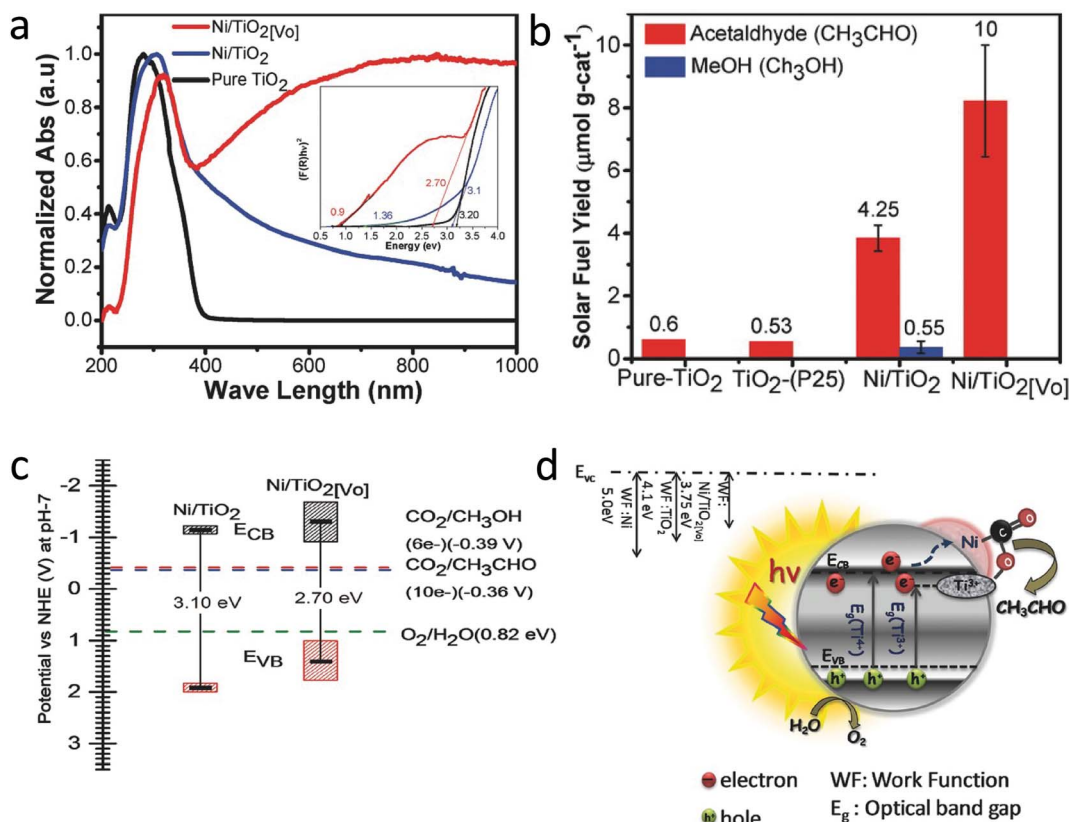 a
Ni/TiO2[Vo]
Ni/TiO2
Pure TiO2
Normalized Abs (a.u)
1.0
0.8
0.6
0.4
0.2
0.0
200 400 600 800 1000
Wave Length (nm)
(F(R)hv)²
2.70
3.1
0.9
1.36
3.20
0.5 1.0 1.5 2.0 2.5 3.0 3.5 4.0
Energy (ev)
b
Acetaldhyde (CH3CHO)
MeOH (Ch3OH)
Solar Fuel Yield (μmol g-cat⁻¹)
10
8
6
4
2
0
0.6
0.53
4.25
0.55
10
Pure-TiO2
TiO2-(P25)
Ni/TiO2
Ni/TiO2[Vo]
c
Potential vs NHE (V) at pH-7
-2
-1
0
1
2
3
Ni/TiO2
Ni/TiO2[Vo]
ECB
3.10 eV
2.70 eV
EVB
CO2/CH3OH
(6e-)(-0.39 V)
CO2/CH3CHO
(10e-)(-0.36 V)
O2/H2O(0.82 eV)
d
EVC
WF:Ni
5.0eV
WF:TiO2
4.1 eV
WF:
Ni/TiO2[Vo]
3.75 eV
hν
ECB
EVB
e⁻
e⁻
e⁻
Eg(Ti⁴⁺)
Eg(Ti³⁺)
h⁺
h⁺
h⁺
Ni
C
O
O
Ti³⁺
CH3CHO
H2O
O2
electron
WF: Work Function
h⁺
hole
Eg : Optical band gap